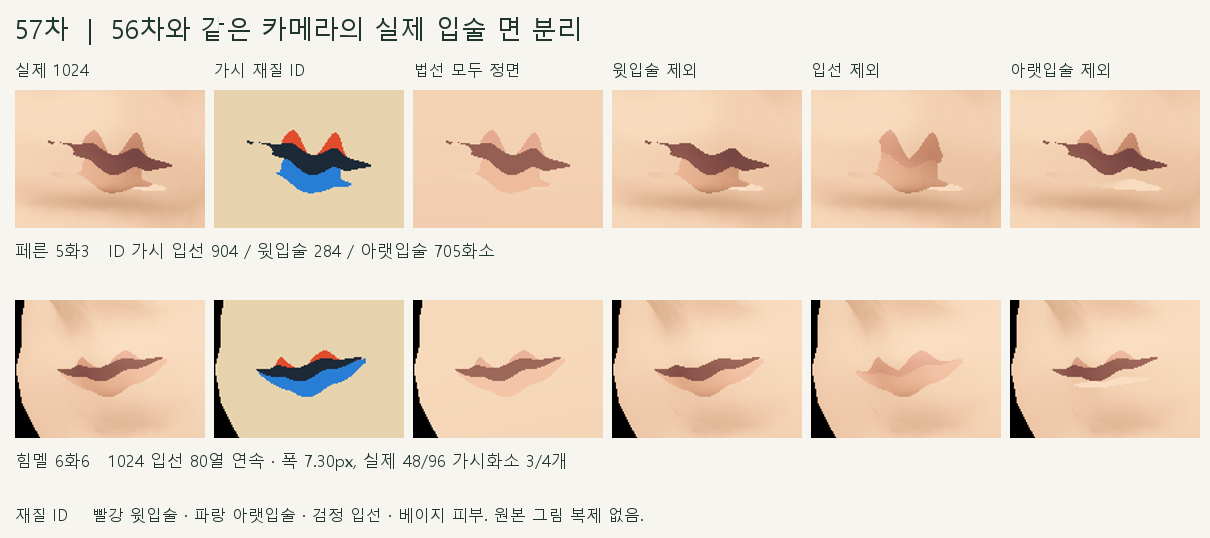 57차 | 56차와 같은 카메라의 실제 입술 면 분리
실제 1024 가시 재질 ID 법선 모두 정면 윗입술 제외 입선 제외 아랫입술 제외
페른 5화3 ID 가시 입선 904 / 윗입술 284 / 아랫입술 705화소
힘멜 6화6 1024 입선 80열 연속 · 폭 7.30px, 실제 48/96 가시화소 3/4개
재질 ID 빨강 윗입술 · 파랑 아랫입술 · 검정 입선 · 베이지 피부. 원본 그림 복제 없음.